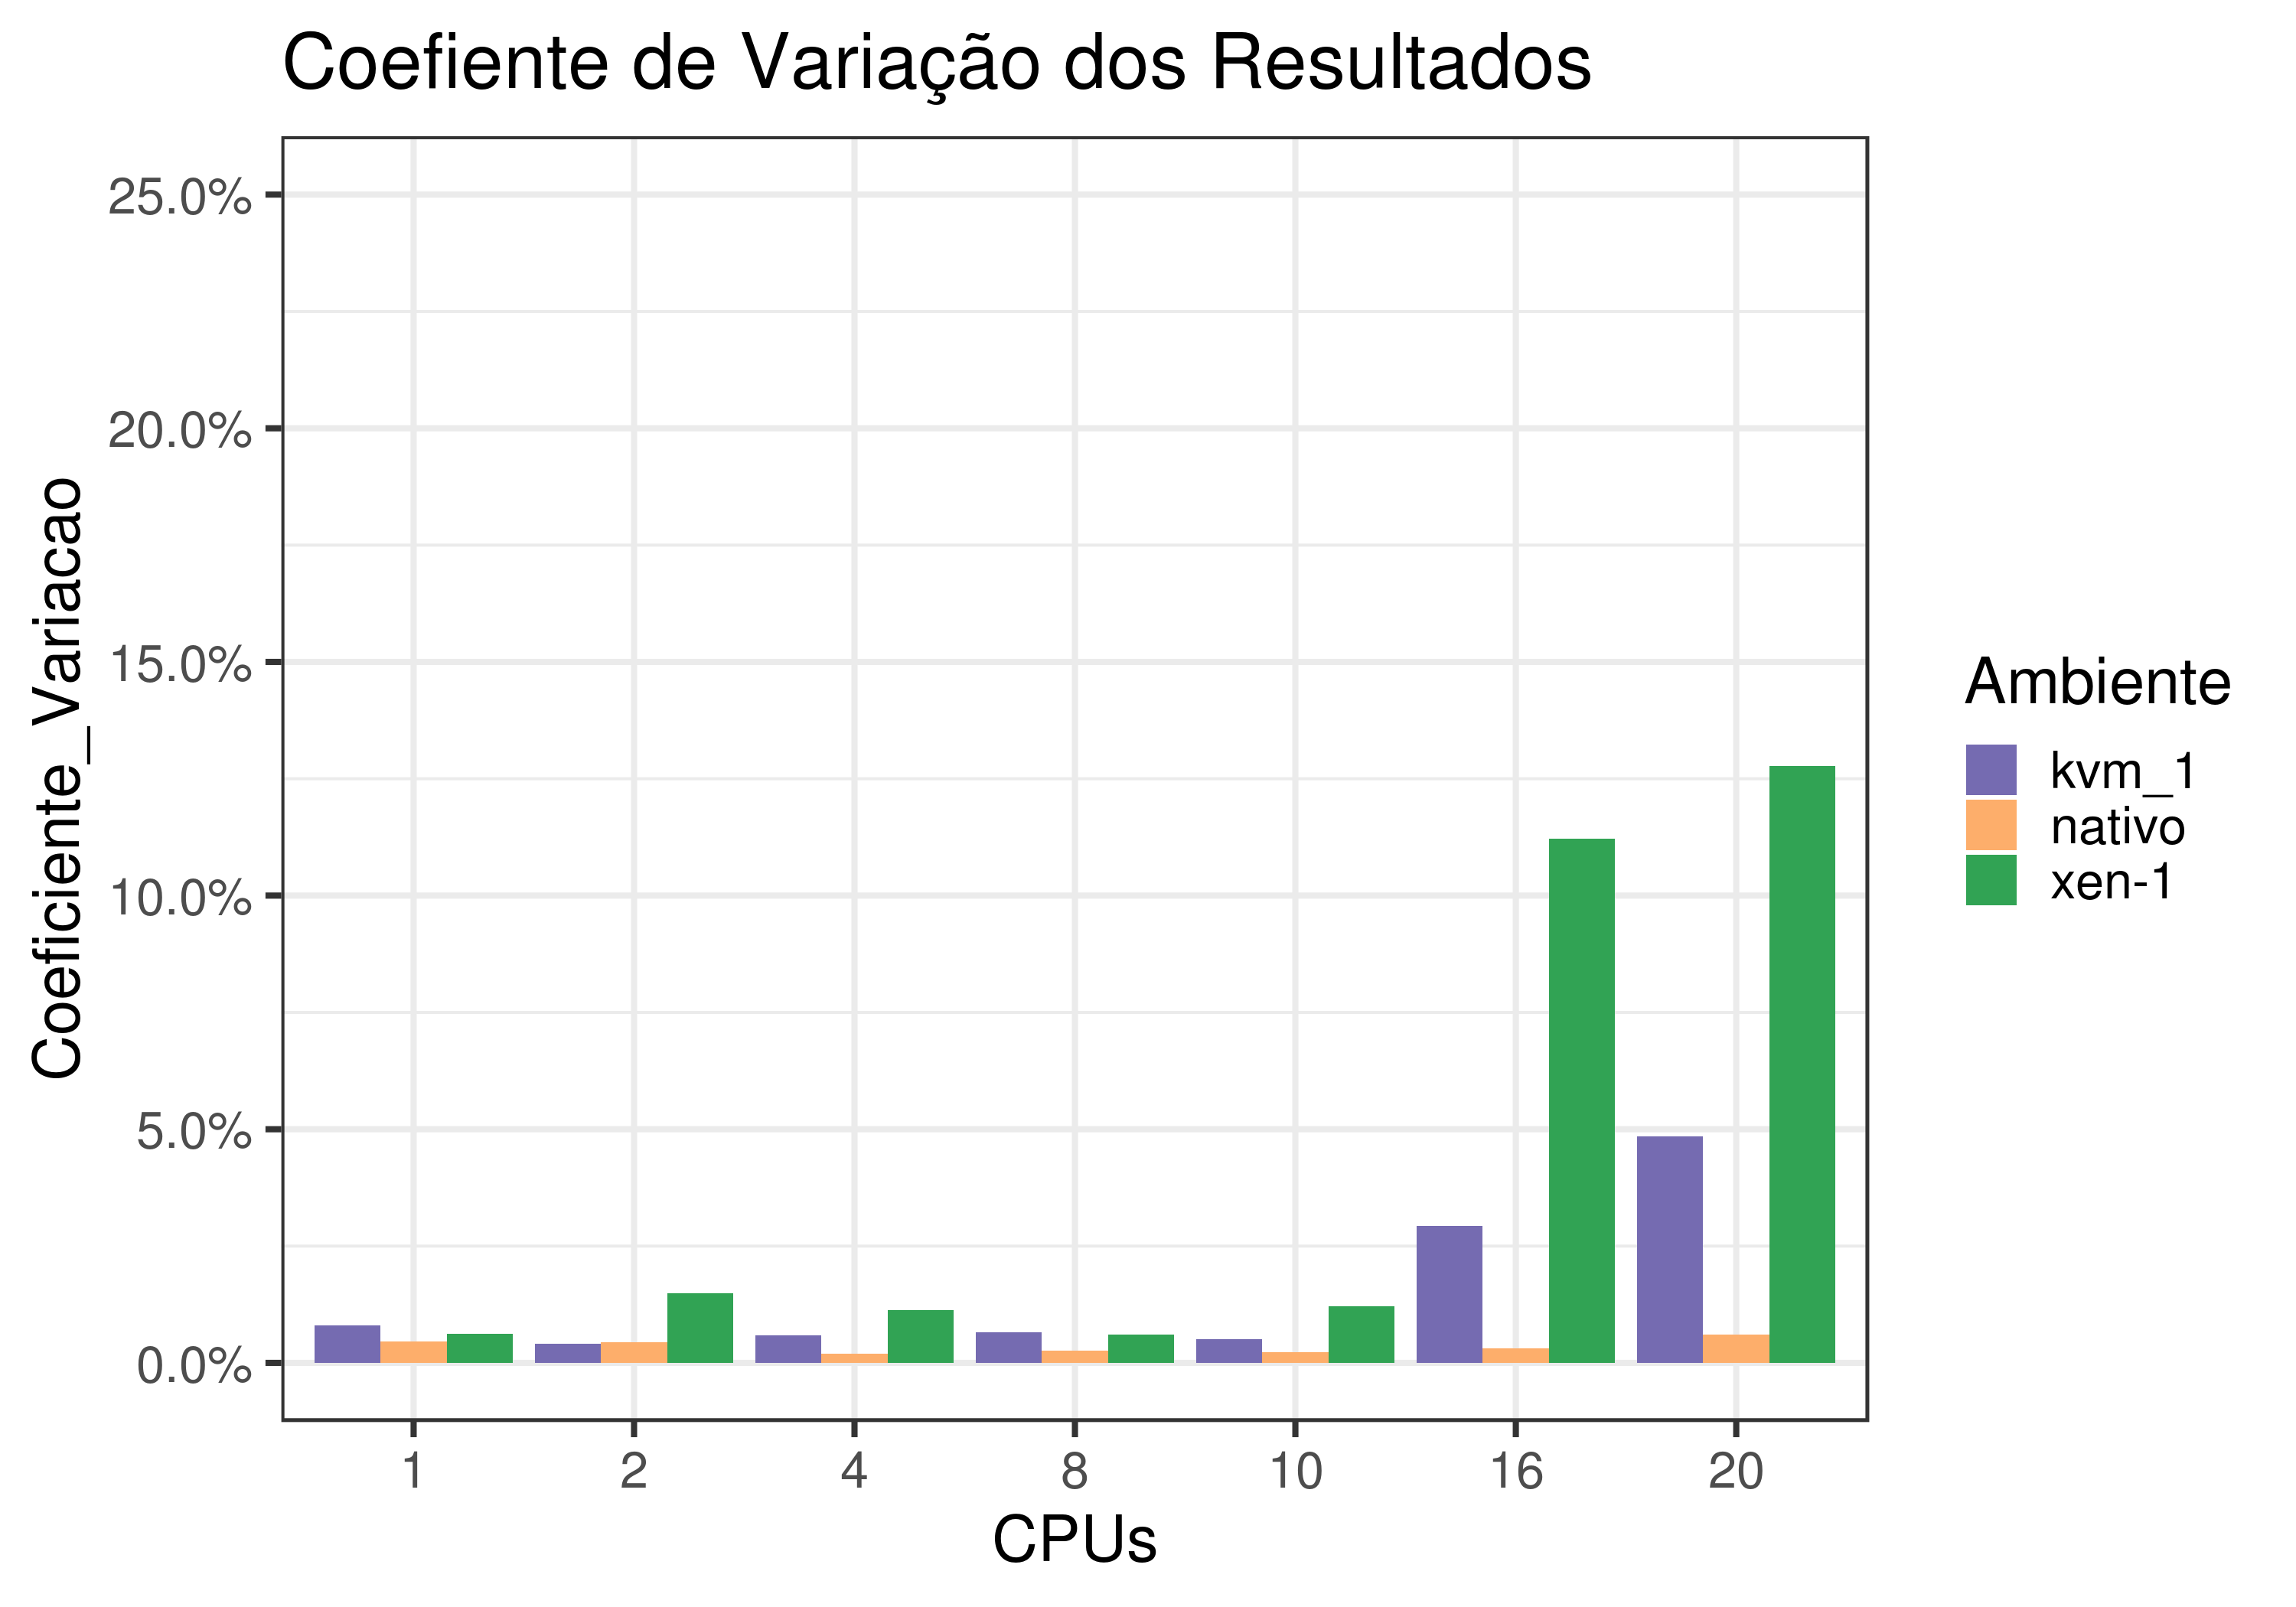 Coefiente de Variação dos Resultados
Coeficiente_Variacao
25.0%
20.0%
15.0%
10.0%
5.0%
0.0%
1 2 4 8 10 16 20
CPUs
Ambiente
kvm_1
nativo
xen-1